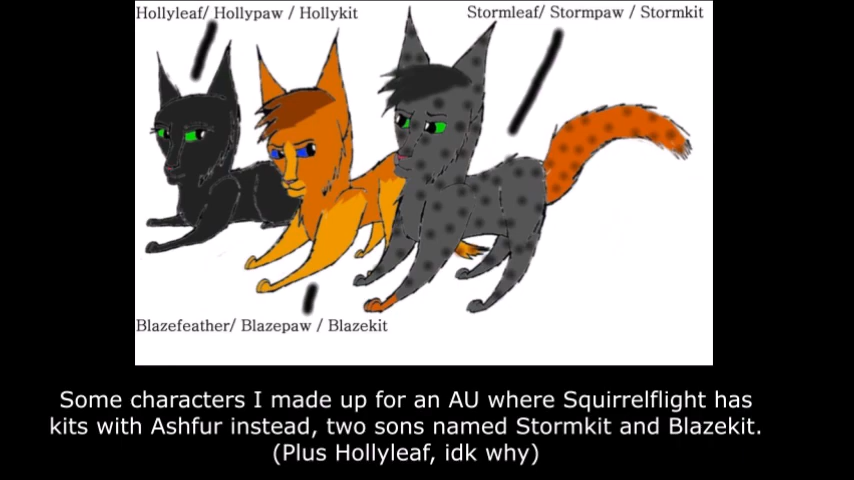 Hollyleaf/ Hollypaw / Hollykit
Stormleaf/ Stormpaw / Stormkit
Blazefeather/ Blazepaw / Blazekit
Some characters I made up for an AU where Squirrelflight has
kits with Ashfur instead, two sons named Stormkit and Blazekit.
(Plus Hollyleaf, idk why)